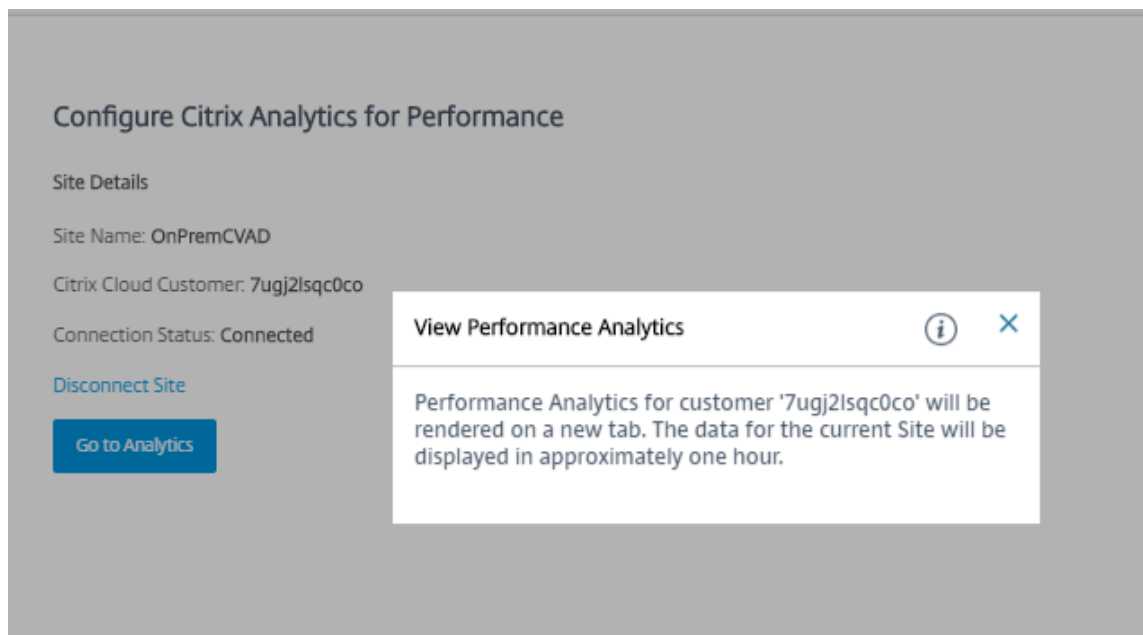 Configure Citrix Analytics for Performance
Site Details
Site Name: OnPremCVAD
Citrix Cloud Customer: 7ugj2lsqc0co
Connection Status: Connected
Disconnect Site
Go to Analytics
View Performance Analytics
Performance Analytics for customer '7ugj2lsqc0co' will be
rendered on a new tab. The data for the current Site will be
displayed in approximately one hour.